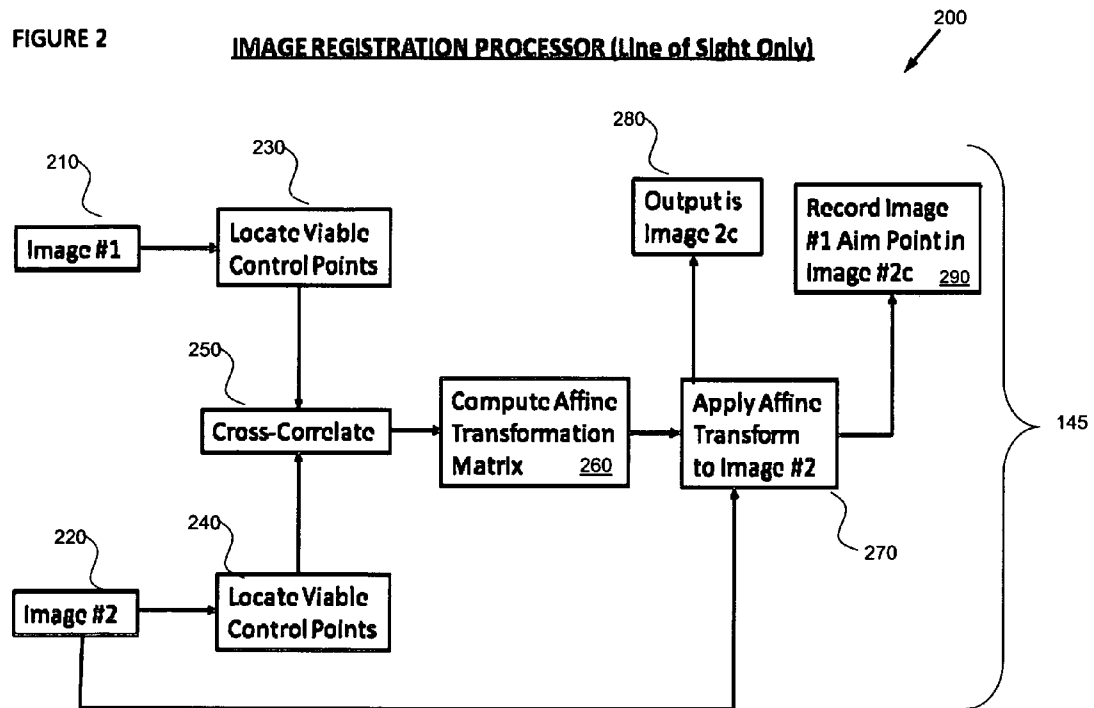 FIGURE 2
IMAGE REGISTRATION PROCESSOR (Line of Sight Only)
200
280
230
210
Output is
Image 2c
Record Image
#1 Aim Point in
Image #2c
290
Image #1
Locate Viable
Control Points
250
Cross-Correlate
Compute Affine
Transformation
Matrix
260
Apply Affine
Transform
to Image #2
145
240
220
270
Image #2
Locate Viable
Control Points